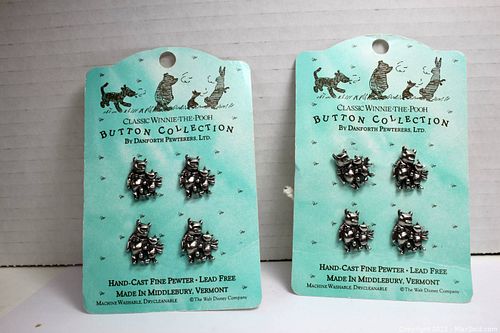 CLASSIC WINNIE-THE-POOH
BUTTON COLLECTION
BY DANFORTH PEWTERERS, LTD.
HAND-CAST FINE PEWTER • LEAD FREE
MADE IN MIDDLEBURY, VERMONT
MACHINE WASHABLE, DRYCLEANABLE © The Walt Disney Company
CLASSIC WINNIE-THE-POOH
BUTTON COLLECTION
BY DANFORTH PEWTERERS, LTD.
HAND-CAST FINE PEWTER • LEAD FREE
MADE IN MIDDLEBURY, VERMONT
MACHINE WASHABLE, DRYCLEANABLE © The Walt Disney Company